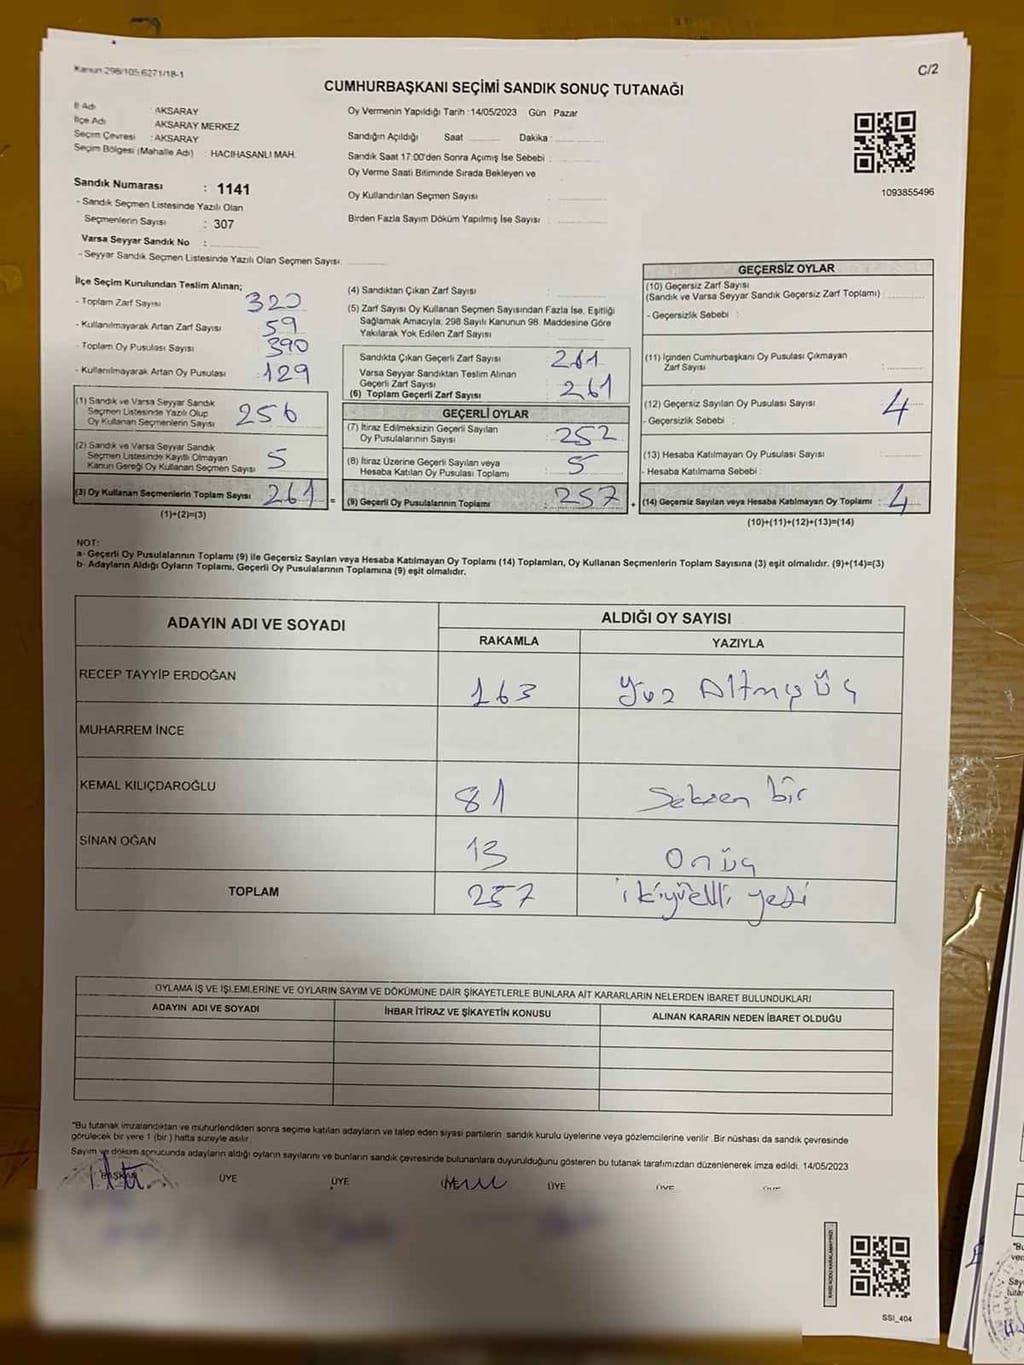 Kanun 298/105,6271/18-1
C/2
CUMHURBAŞKANI SEÇİMİ SANDIK SONUÇ TUTANAĞI
İl Adı : AKSARAY
İlçe Adı : AKSARAY MERKEZ
Seçim Çevresi : AKSARAY
Seçim Bölgesi (Mahalle Adı) : HACIHASANLI MAH.
Sandık Numarası : 1141
- Sandık Seçmen Listesinde Yazılı Olan
Seçmenlerin Sayısı : 307
Varsa Seyyar Sandık No :
- Seyyar Sandık Seçmen Listesinde Yazılı Olan Seçmen Sayısı:
Oy Vermenin Yapıldığı Tarih : 14/05/2023 Gün Pazar
Sandığın Açıldığı Saat Dakika
Sandık Saat 17:00'den Sonra Açımış İse Sebebi :
Oy Verme Saati Bitiminde Sırada Bekleyen ve
Oy Kullandırılan Seçmen Sayısı :
Birden Fazla Sayım Döküm Yapılmış İse Sayısı :
1093855496
İlçe Seçim Kurulundan Teslim Alınan;
- Toplam Zarf Sayısı 320
- Kullanılmayarak Artan Zarf Sayısı 59
- Toplam Oy Pusulası Sayısı 390
- Kullanılmayarak Artan Oy Pusulası : 129
(1) Sandık ve Varsa Seyyar Sandık
Seçmen Listesinde Yazılı Olup
Oy Kullanan Seçmenlerin Sayısı 256
(2) Sandık ve Varsa Seyyar Sandık
Seçmen Listesinde Kayıtlı Olmayan
Kanun Gereği Oy Kullanan Seçmen Sayısı 5
(3) Oy Kullanan Seçmenlerin Toplam Sayısı 261 =
(1)+(2)=(3)
(4) Sandıktan Çıkan Zarf Sayısı :
(5) Zarf Sayısı Oy Kullanan Seçmen Sayısından Fazla İse, Eşitliği
Sağlamak Amacıyla, 298 Sayılı Kanunun 98. Maddesine Göre
Yakılarak Yok Edilen Zarf Sayısı :
Sandıkta Çıkan Geçerli Zarf Sayısı 261
Varsa Seyyar Sandıktan Teslim Alınan
Geçerli Zarf Sayısı
(6) Toplam Geçerli Zarf Sayısı : 261
GEÇERLİ OYLAR
(7) İtiraz Edilmeksizin Geçerli Sayılan
Oy Pusulalarının Sayısı : 252
(8) İtiraz Üzerine Geçerli Sayılan veya
Hesaba Katılan Oy Pusulası Toplamı : 5
(9) Geçerli Oy Pusulalarının Toplamı : 257 +
GEÇERSİZ OYLAR
(10) Geçersiz Zarf Sayısı
(Sandık ve Varsa Seyyar Sandık Geçersiz Zarf Toplamı) :
- Geçersizlik Sebebi :
(11) İçinden Cumhurbaşkanı Oy Pusulası Çıkmayan
Zarf Sayısı :
(12) Geçersiz Sayılan Oy Pusulası Sayısı : 4
- Geçersizlik Sebebi :
(13) Hesaba Katılmayan Oy Pusulası Sayısı :
- Hesaba Katılmama Sebebi :
(14) Geçersiz Sayılan veya Hesaba Katılmayan Oy Toplamı : 4
(10)+(11)+(12)+(13)=(14)
NOT:
a- Geçerli Oy Pusulalarının Toplamı (9) ile Geçersiz Sayılan veya Hesaba Katılmayan Oy Toplamı (14) Toplamları, Oy Kullanan Seçmenlerin Toplam Sayısına (3) eşit olmalıdır. (9)+(14)=(3)
b- Adayların Aldığı Oyların Toplamı, Geçerli Oy Pusulalarının Toplamına (9) eşit olmalıdır.
ADAYIN ADI VE SOYADI ALDIĞI OY SAYISI
RAKAMLA YAZIYLA
RECEP TAYYİP ERDOĞAN 163 Yüz Altmış Üç
MUHARREM İNCE
KEMAL KILIÇDAROĞLU 81 Seksen bir
SİNAN OĞAN 13 Onüç
TOPLAM 257 ikiyüelli yedi
OYLAMA İŞ VE İŞLEMLERİNE VE OYLARIN SAYIM VE DÖKÜMÜNE DAİR ŞİKAYETLERLE BUNLARA AİT KARARLARIN NELERDEN İBARET BULUNDUKLARI
ADAYIN ADI VE SOYADI İHBAR İTİRAZ VE ŞİKAYETİN KONUSU ALINAN KARARIN NEDEN İBARET OLDUĞU
"Bu tutanak imzalandıktan ve mühürlendikten sonra seçime katılan adayların ve talep eden siyasi partilerin sandık kurulu üyelerine veya gözlemcilerine verilir .Bir nüshası da sandık çevresinde
görülecek bir yere 1 (bir ) hafta süreyle asılır.
Sayım ve döküm sonucunda adayların aldığı oyların sayılarını ve bunların sandık çevresinde bulunanlara duyurulduğunu gösteren bu tutanak tarafımızdan düzenlenerek imza edildi. 14/05/2023
BAŞKAN ÜYE ÜYE ÜYE ÜYE
SSI_404